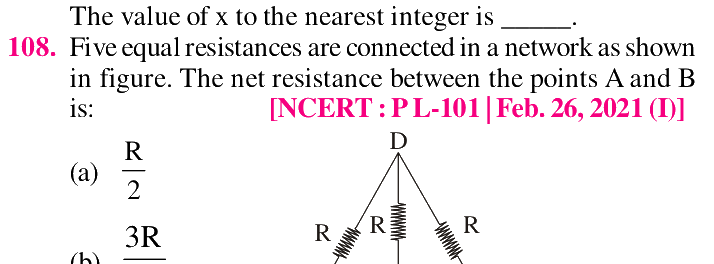 The value of x to the nearest integer is ______.
108. Five equal resistances are connected in a network as shown
in figure. The net resistance between the points A and B
is: [NCERT : P L-101 | Feb. 26, 2021 (I)]
D
(a) R/2
R R R
(b) 3R